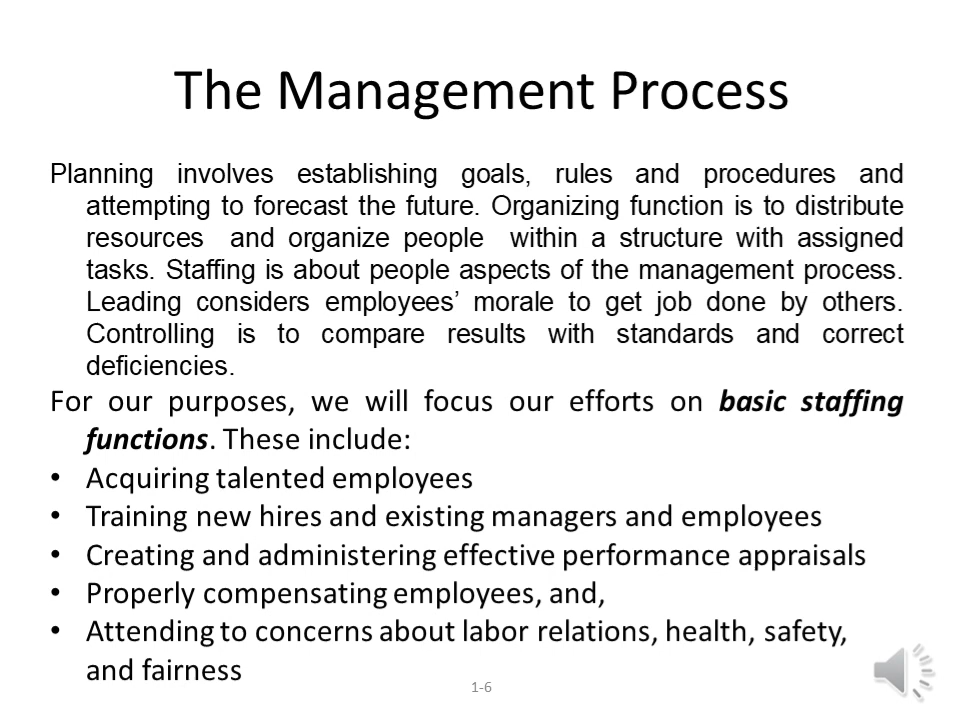 The Management Process
Planning involves establishing goals, rules and procedures and
attempting to forecast the future. Organizing function is to distribute
resources and organize people within a structure with assigned
tasks. Staffing is about people aspects of the management process.
Leading considers employees’ morale to get job done by others.
Controlling is to compare results with standards and correct
deficiencies.
For our purposes, we will focus our efforts on basic staffing
functions. These include:
• Acquiring talented employees
• Training new hires and existing managers and employees
• Creating and administering effective performance appraisals
• Properly compensating employees, and,
• Attending to concerns about labor relations, health, safety,
and fairness
1-6